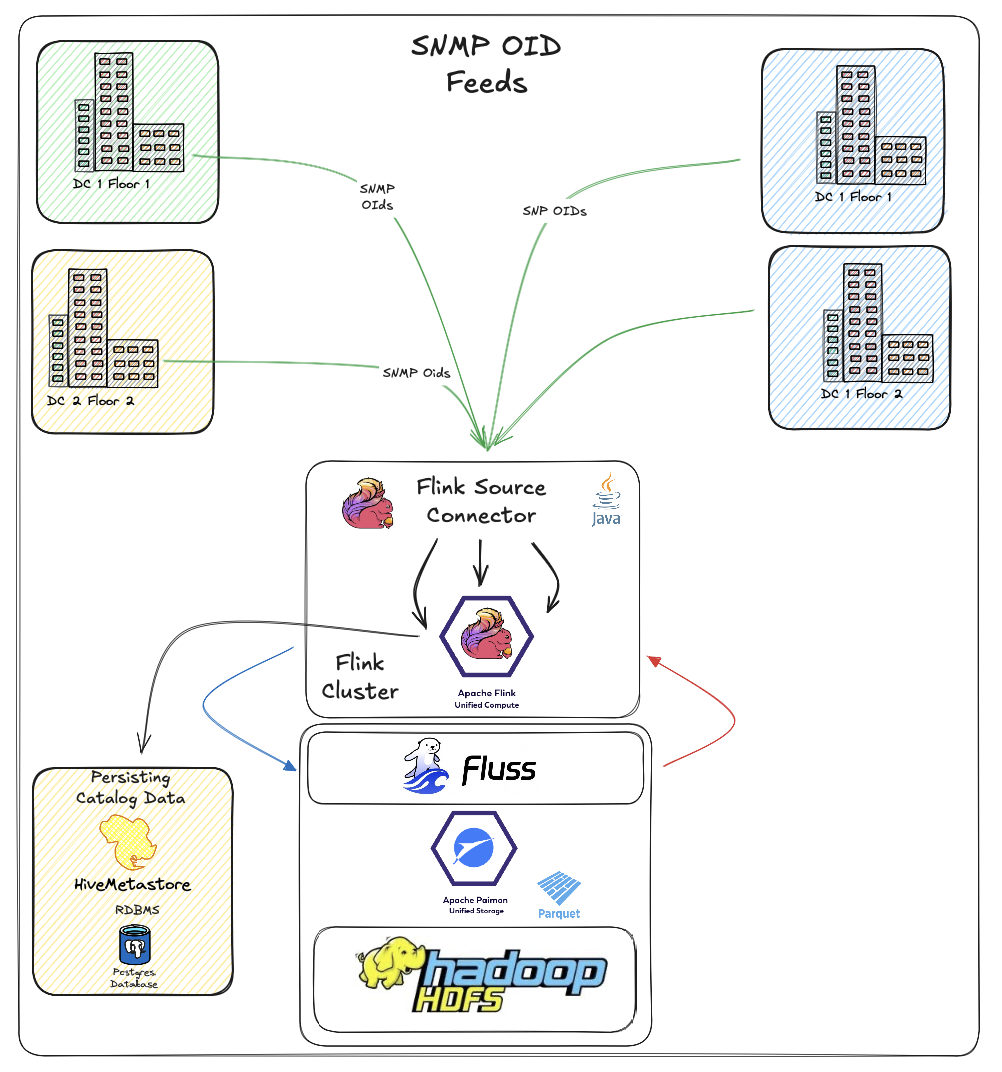 SNMP OID
Feeds
DC 1 Floor 1
DC 1 Floor 1
SNMP
OIds
SNP OIDs
DC 2 Floor 2
SNMP Oids
DC 1 Floor 2
Flink Source
Connector
Java
Flink
Cluster
Apache Flink
Unified Compute
Fluss
Persisting
Catalog Data
HiveMetastore
RDBMS
Postgres
Database
Apache Paimon
Unified Storage
Parquet
hadoop
HDFS